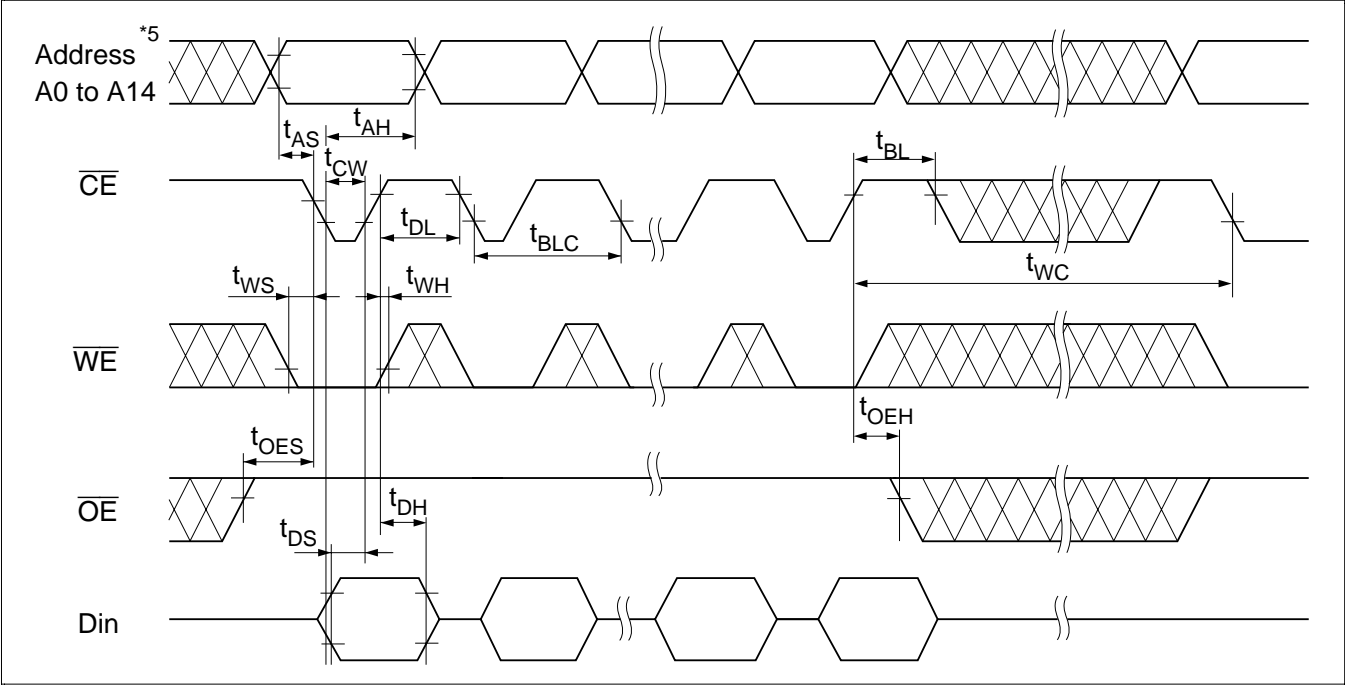 Address *5
A0 to A14
tAS
tAH
tCW
tBL
CE
tDL
tBLC
tWC
tWS
tWH
WE
tOEH
tOES
OE
tDH
tDS
Din